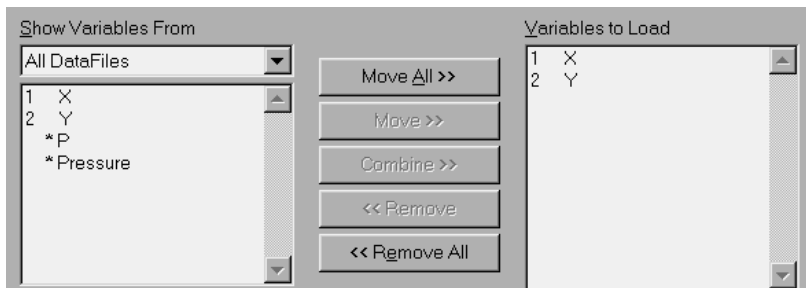 Show Variables From
All DataFiles
1 X
2 Y
* P
* Pressure
Move All >>
Move >>
Combine >>
<< Remove
<< Remove All
Variables to Load
1 X
2 Y